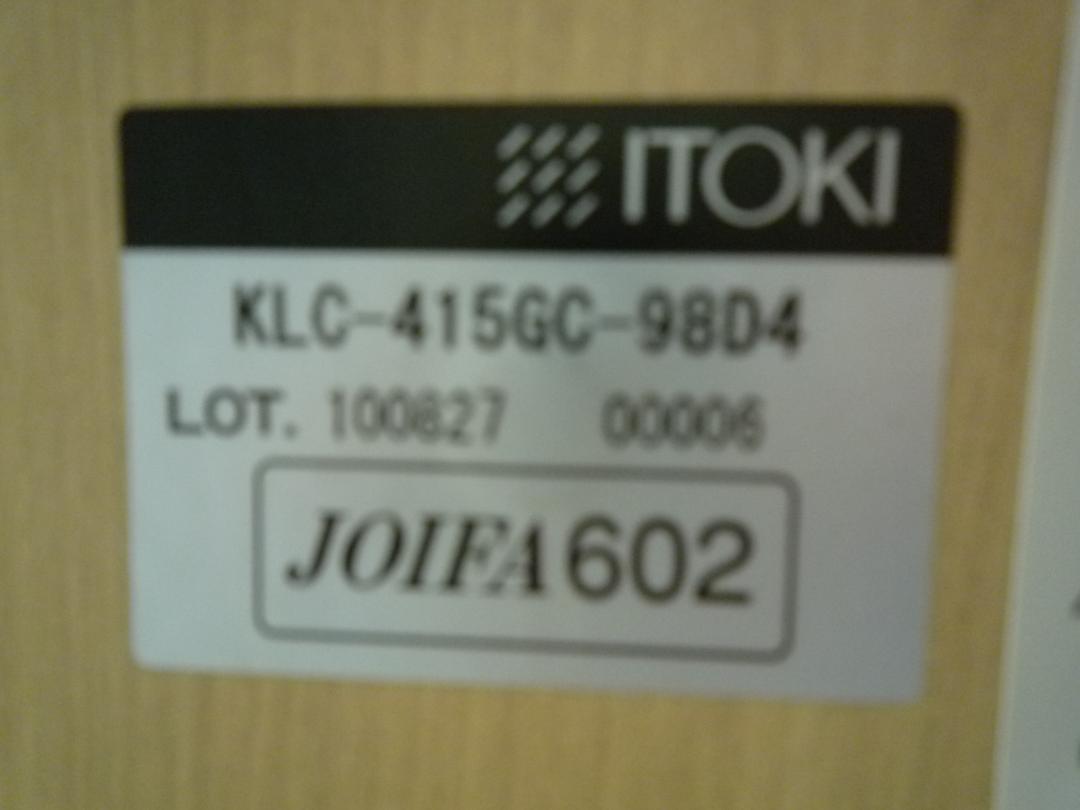 ITOKI
KLC-415GC-98D4
LOT. 100827 00006
JOIFA 602